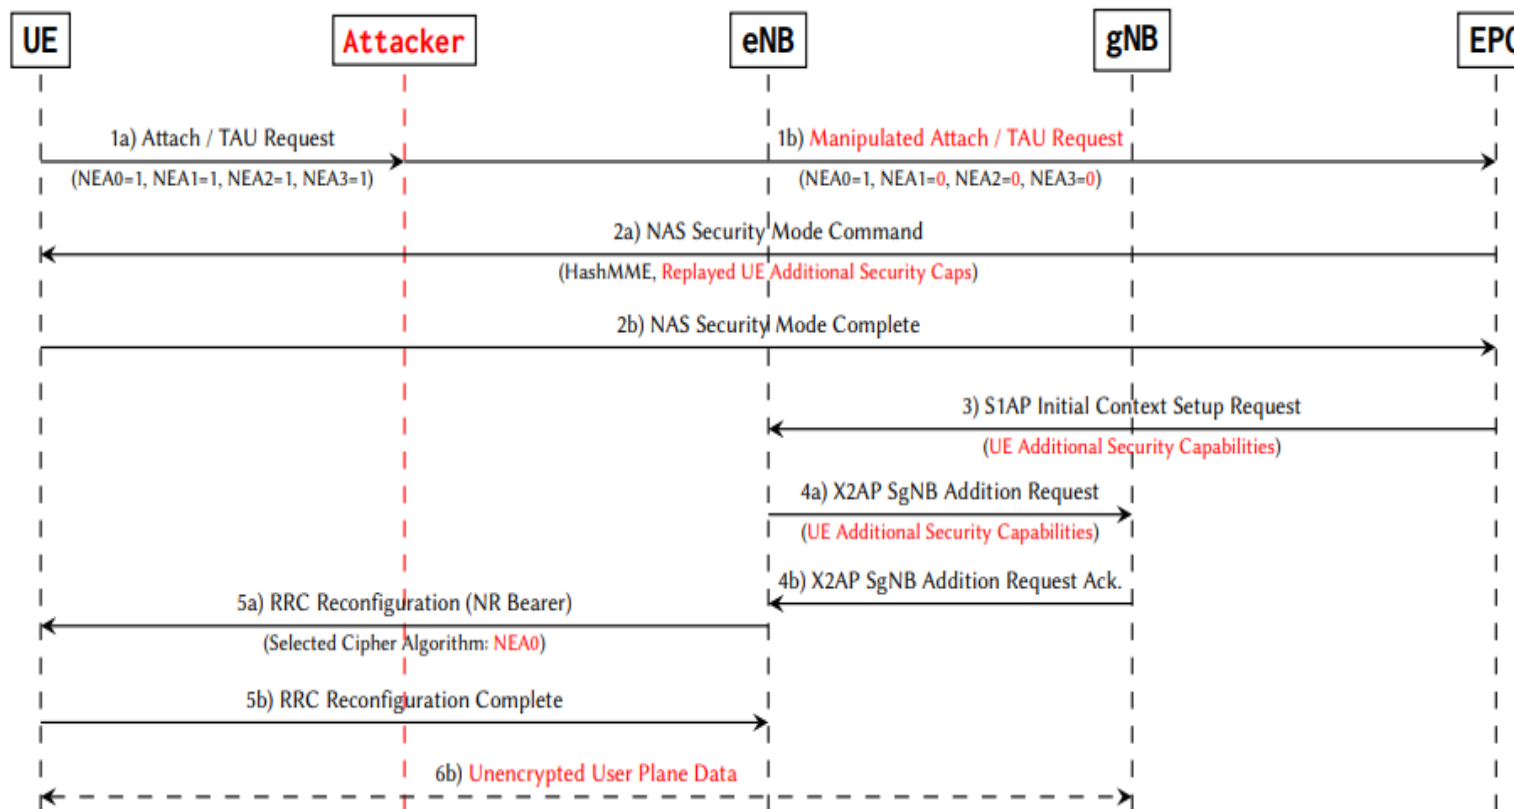 UE
Attacker
eNB
gNB
EPC
1a) Attach / TAU Request
(NEA0=1, NEA1=1, NEA2=1, NEA3=1)
1b) Manipulated Attach / TAU Request
(NEA0=1, NEA1=0, NEA2=0, NEA3=0)
2a) NAS Security Mode Command
(HashMME, Replayed UE Additional Security Caps)
2b) NAS Security Mode Complete
3) S1AP Initial Context Setup Request
(UE Additional Security Capabilities)
4a) X2AP SgNB Addition Request
(UE Additional Security Capabilities)
4b) X2AP SgNB Addition Request Ack.
5a) RRC Reconfiguration (NR Bearer)
(Selected Cipher Algorithm: NEA0)
5b) RRC Reconfiguration Complete
6b) Unencrypted User Plane Data